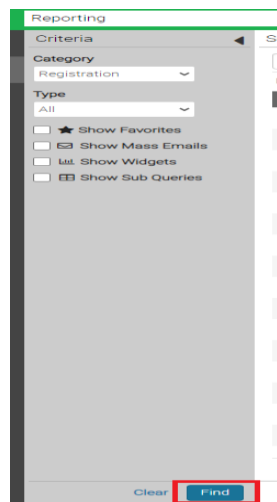 Reporting
Criteria
S
Category
Registration
Type
All
Show Favorites
Show Mass Emails
Show Widgets
Show Sub Queries
Clear
Find